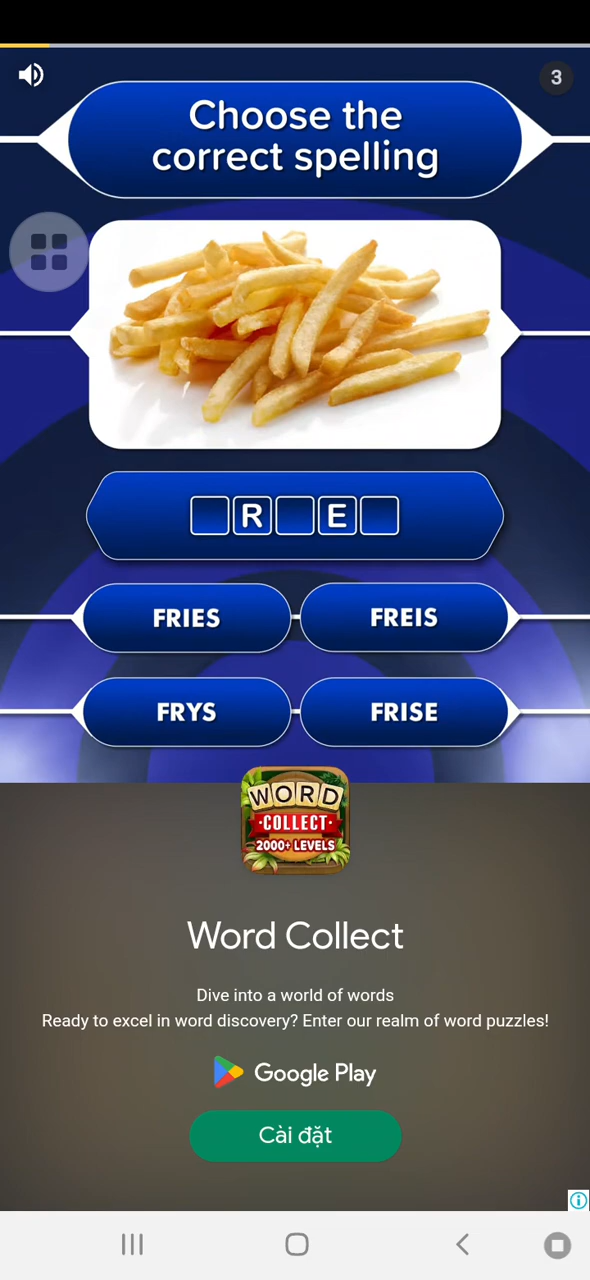 3
Choose the
correct spelling
R E
FRIES FREIS
FRYS FRISE
WORD
·COLLECT·
2000+ LEVELS
Word Collect
Dive into a world of words
Ready to excel in word discovery? Enter our realm of word puzzles!
Google Play
Cài đặt